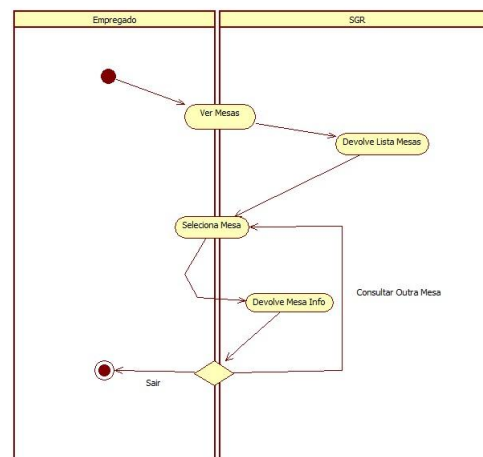 Empregado
SGR
Ver Mesas
Devolve Lista Mesas
Seleciona Mesa
Consultar Outra Mesa
Devolve Mesa Info
Sair